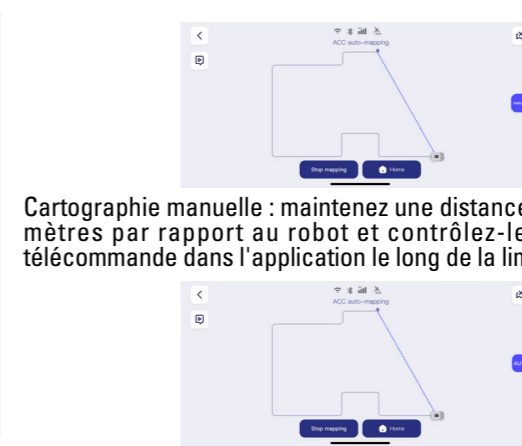 ACC auto-mapping
Stop mapping
Home
Cartographie manuelle : maintenez une distance
mètres par rapport au robot et contrôlez-le
télécommande dans l'application le long de la
ACC auto-mapping
Stop mapping
Home